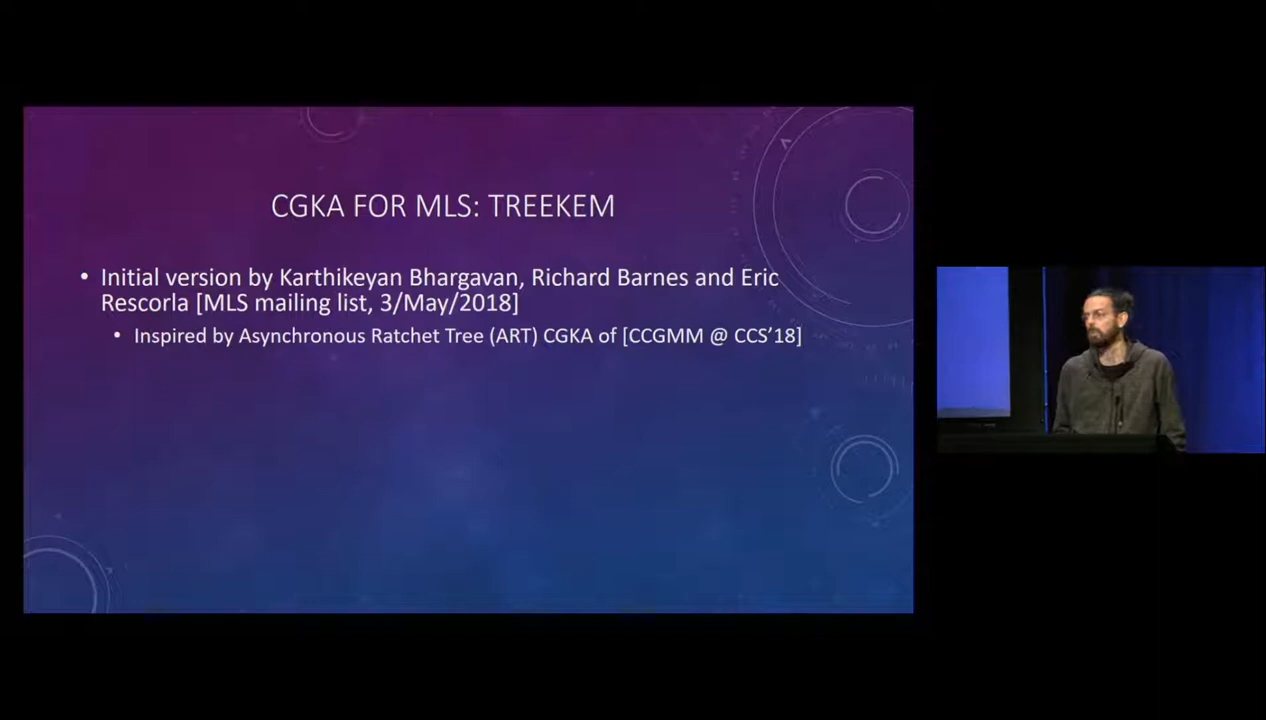 CGKA FOR MLS: TREEKEM
• Initial version by Karthikeyan Bhargavan, Richard Barnes and Eric
Rescorla [MLS mailing list, 3/May/2018]
• Inspired by Asynchronous Ratchet Tree (ART) CGKA of [CCGMM @ CCS’18]